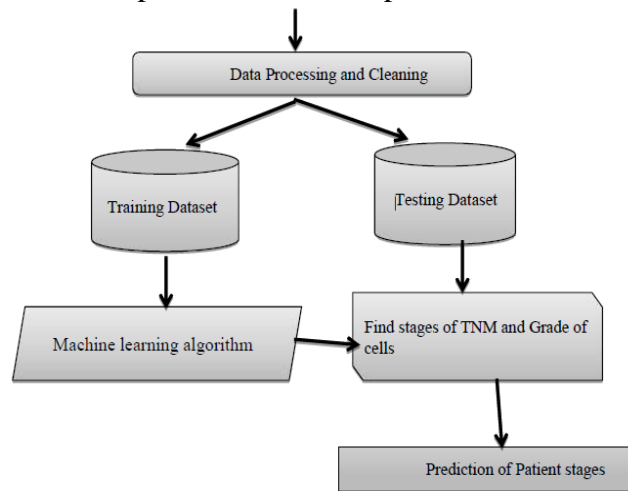 Data Processing and Cleaning
Training Dataset
Testing Dataset
Machine learning algorithm
Find stages of TNM and Grade of
cells
Prediction of Patient stages